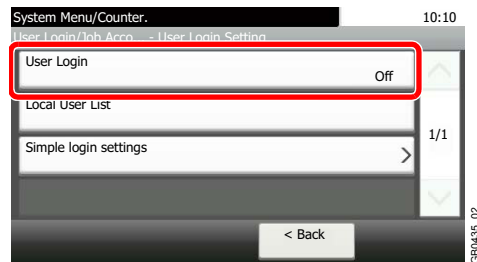 System Menu/Counter.
10:10
User Login/Job Acco... - User Login Setting
User Login
Off
Local User List
1/1
Simple login settings
< Back
GB0435_02